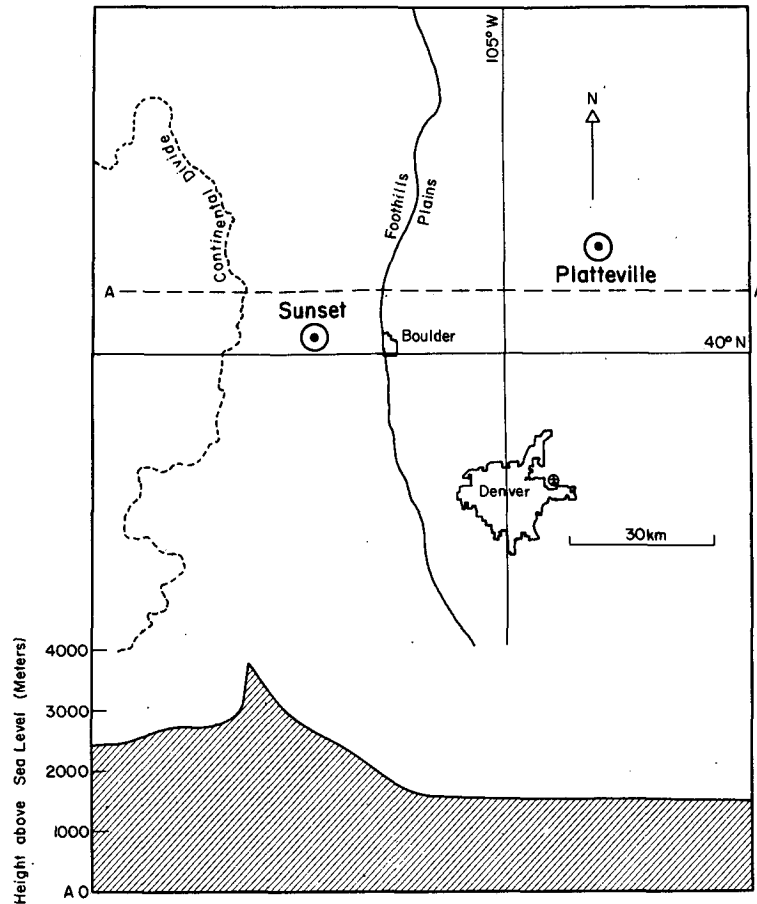 105° W
N
Continental Divide
Foothills
Plains
Platteville
A
A
Sunset
Boulder
40° N
Denver
30km
Height above Sea Level (Meters)
4000
3000
2000
1000
A 0